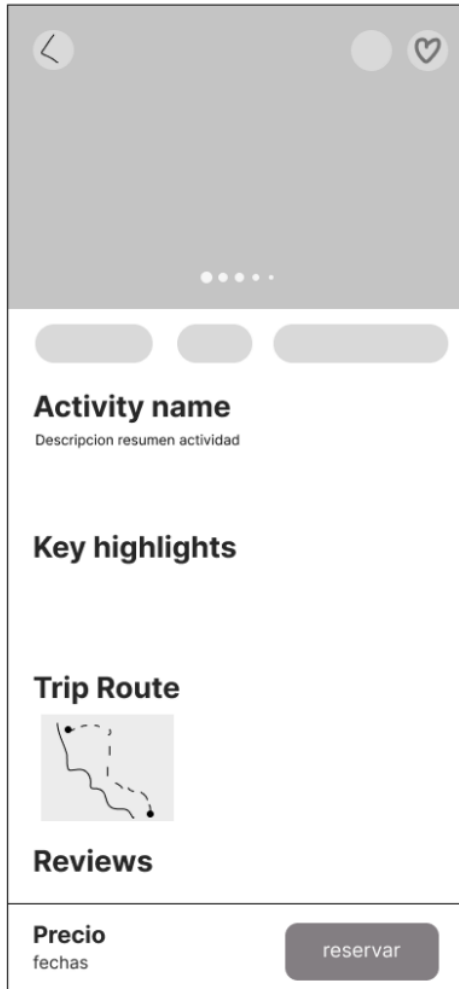 Activity name
Descripcion resumen actividad
Key highlights
Trip Route
Reviews
Precio
fechas
reservar